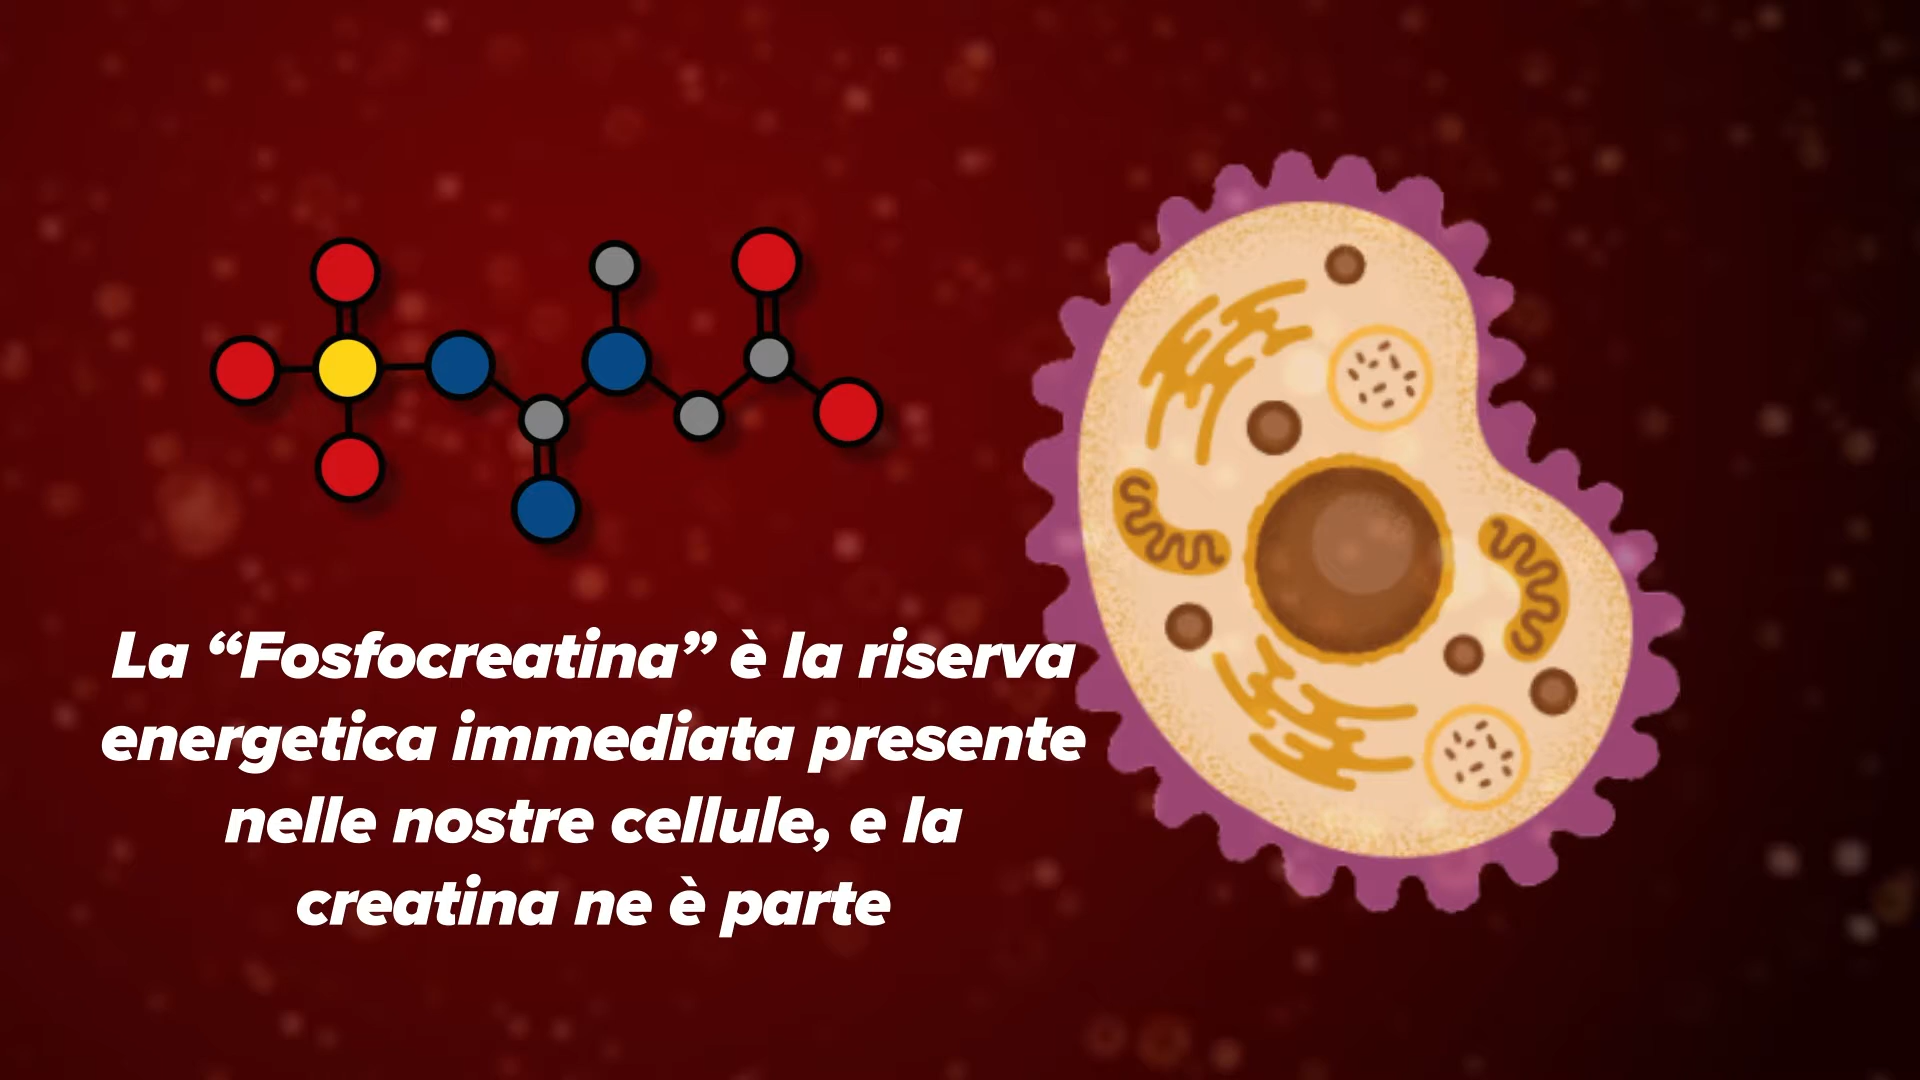 La “Fosfocreatina” è la riserva
energetica immediata presente
nelle nostre cellule, e la
creatina ne è parte